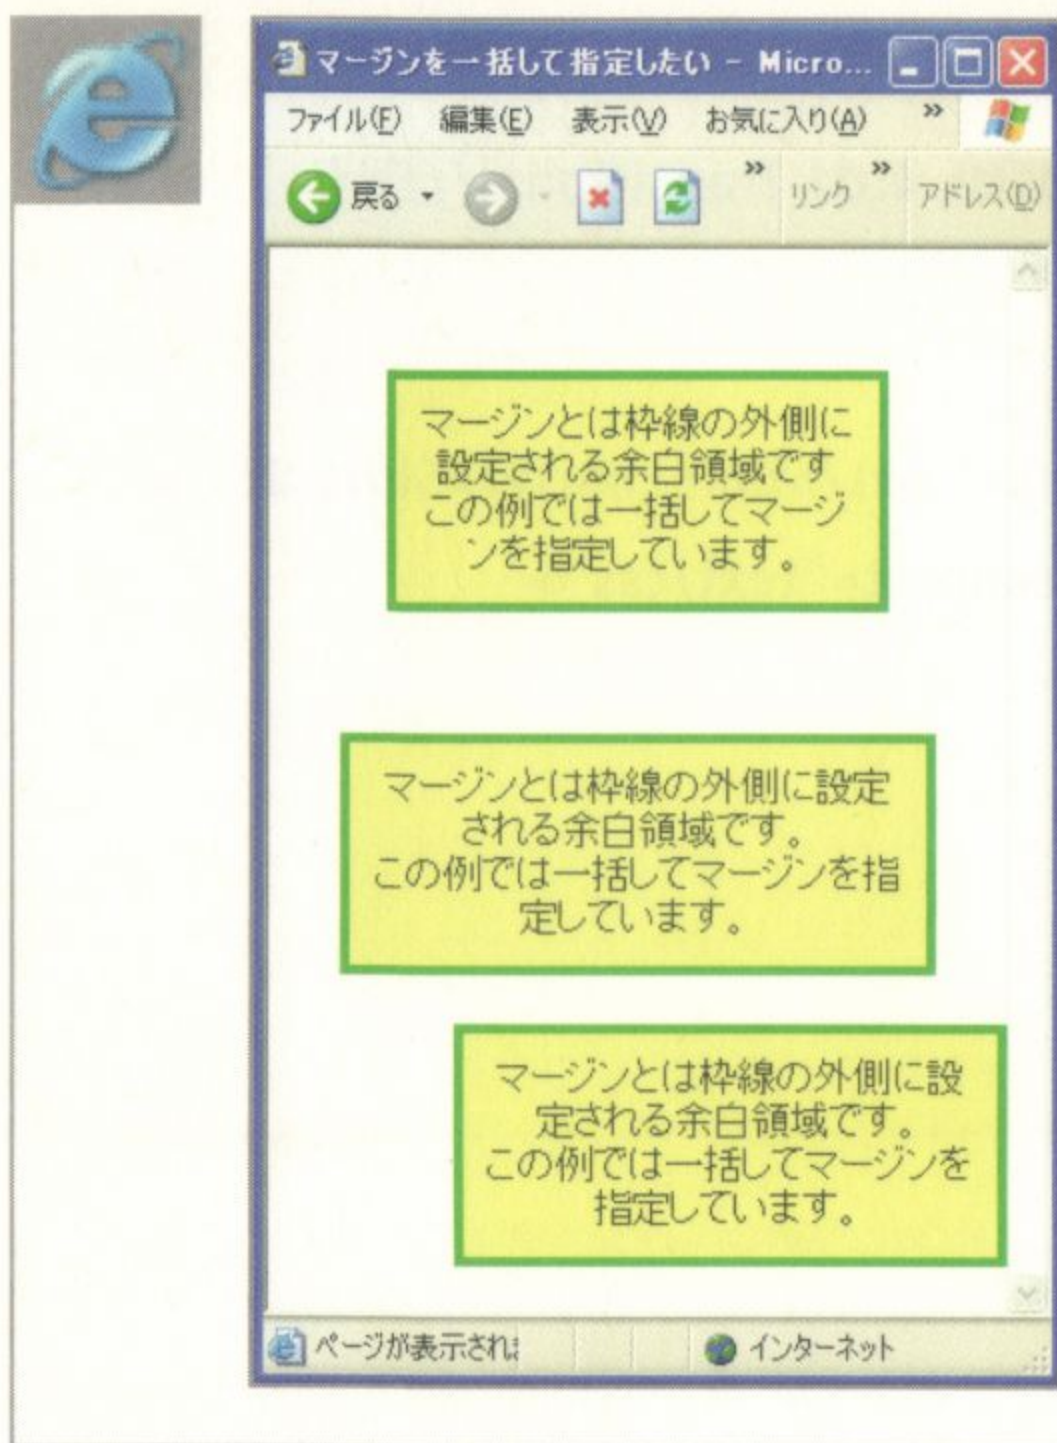 マージンを一括して指定したい - Micro...
ファイル(F) 編集(E) 表示(V) お気に入り(A) »
戻る » リンク » アドレス(D)
マージンとは枠線の外側に
設定される余白領域です
この例では一括してマージ
ンを指定しています。
マージンとは枠線の外側に設定
される余白領域です。
この例では一括してマージンを指
定しています。
マージンとは枠線の外側に設
定される余白領域です。
この例では一括してマージンを
指定しています。
ページが表示されま インターネット